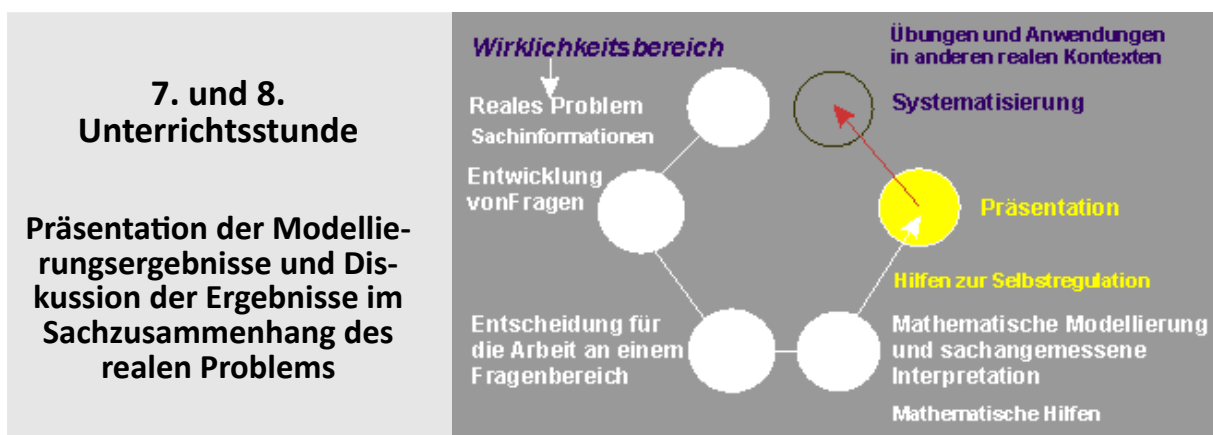 7. und 8.
Unterrichtsstunde
Präsentation der Modellie-
rungsergebnisse und Dis-
kussion der Ergebnisse im
Sachzusammenhang des
realen Problems
Wirklichkeitsbereich
Reales Problem
Sachinformationen
Entwicklung
vonFragen
Entscheidung für
die Arbeit an einem
Fragenbereich
Übungen und Anwendungen
in anderen realen Kontexten
Systematisierung
Präsentation
Hilfen zur Selbstregulation
Mathematische Modellierung
und sachangemessene
Interpretation
Mathematische Hilfen